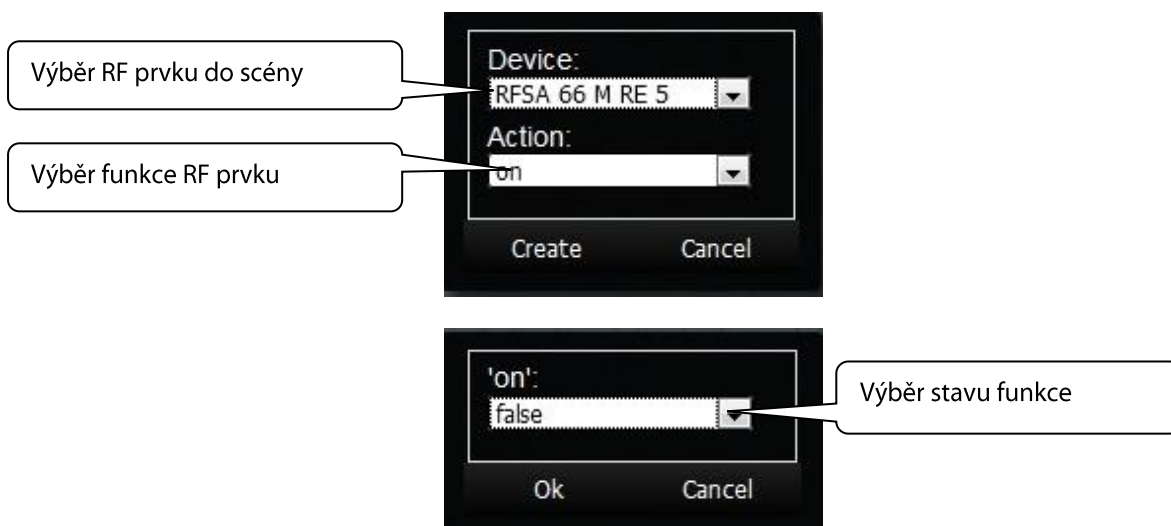 Výběr RF prvku do scény
Device:
RFSA 66 M RE 5
Výběr funkce RF prvku
Action:
on
Create Cancel
'on':
false
Výběr stavu funkce
Ok Cancel